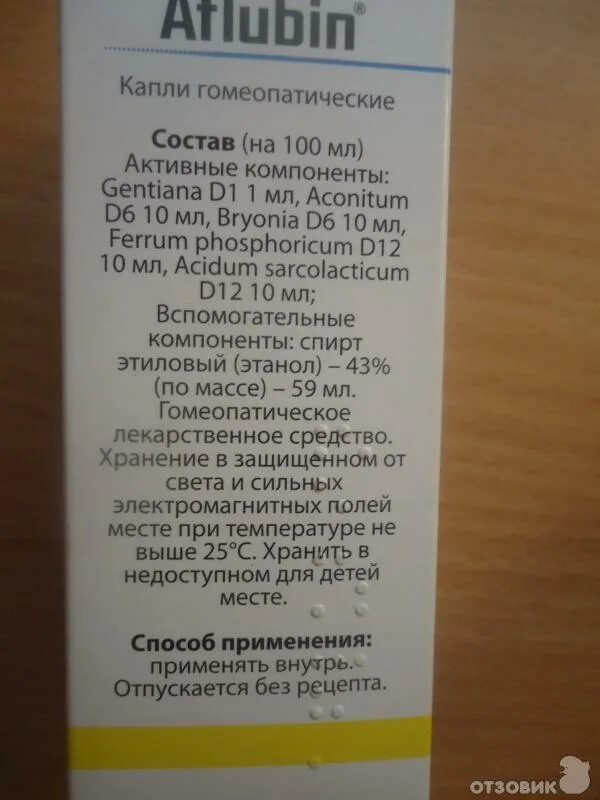 Aflubin®
Капли гомеопатические
Состав (на 100 мл)
Активные компоненты:
Gentiana D1 1 мл, Aconitum
D6 10 мл, Bryonia D6 10 мл,
Ferrum phosphoricum D12
10 мл, Acidum sarcolacticum
D12 10 мл;
Вспомогательные
компоненты: спирт
этиловый (этанол) – 43%
(по массе) – 59 мл.
Гомеопатическое
лекарственное средство.
Хранение в защищенном от
света и сильных
электромагнитных полей
месте при температуре не
выше 25°С. Хранить в
недоступном для детей
месте.
Способ применения:
применять внутрь.
Отпускается без рецепта.
ОТЗОВИК